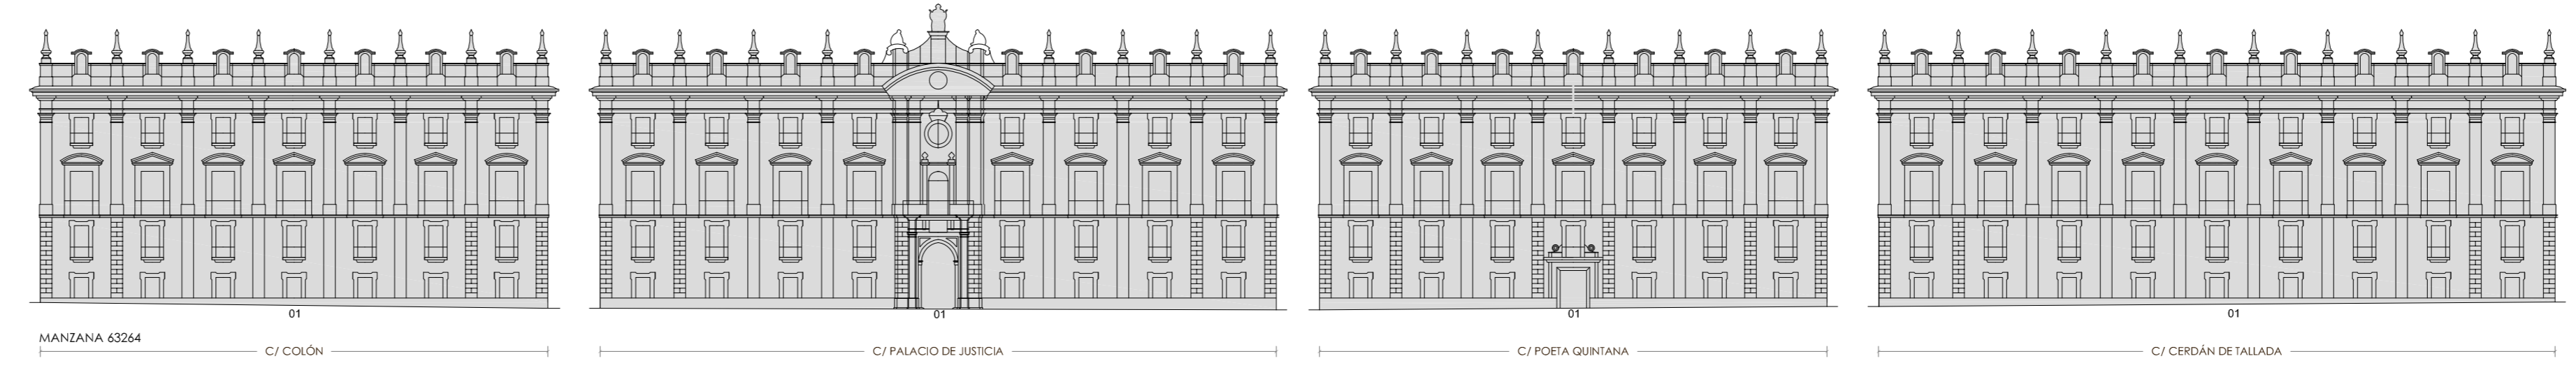 01
01
01
01
MANZANA 63264
C/ COLÓN
C/ PALACIO DE JUSTICIA
C/ POETA QUINTANA
C/ CERDÁN DE TALLADA